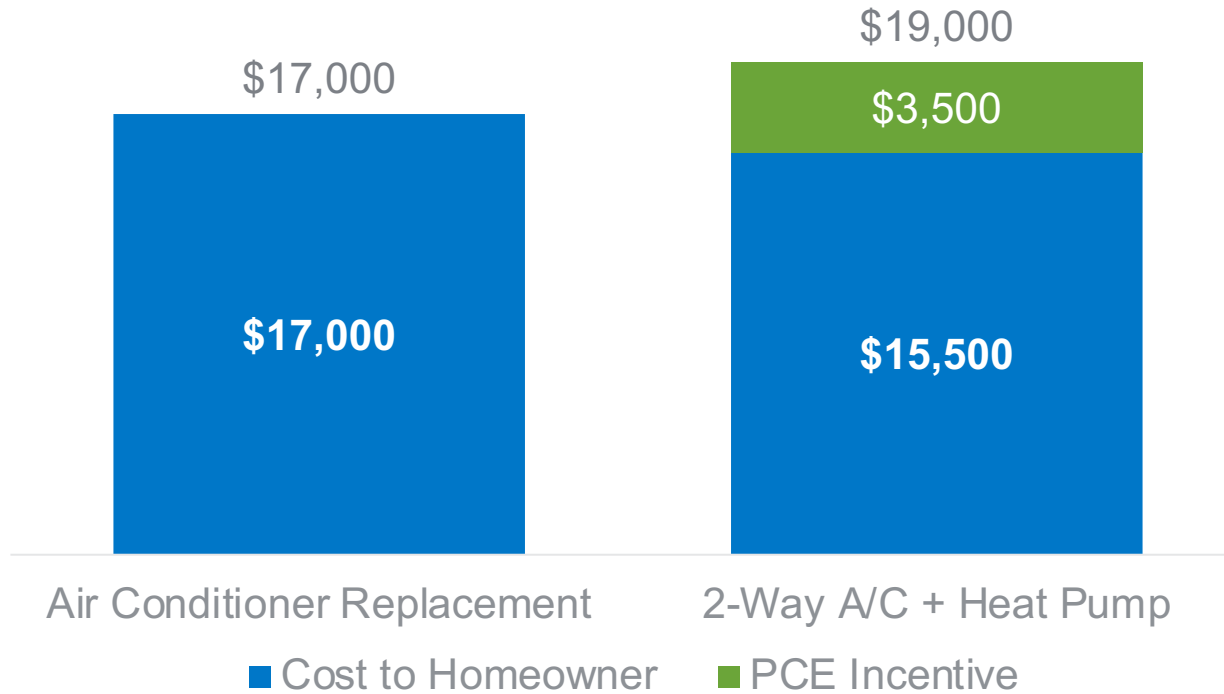 $19,000
$17,000
$3,500
$17,000
$15,500
Air Conditioner Replacement
2-Way A/C + Heat Pump
Cost to Homeowner
PCE Incentive